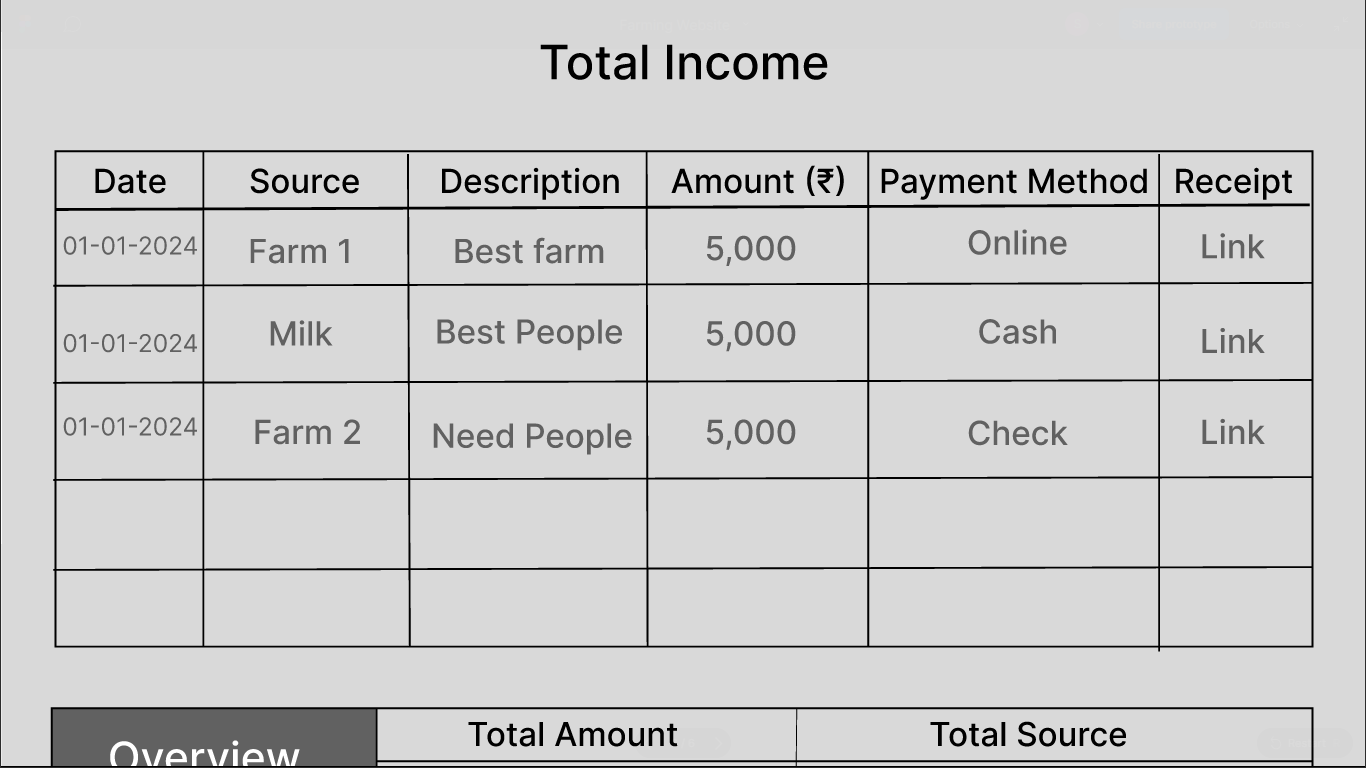 Total Income
Date Source Description Amount (₹) Payment Method Receipt
01-01-2024 Farm 1 Best farm 5,000 Online Link
01-01-2024 Milk Best People 5,000 Cash Link
01-01-2024 Farm 2 Need People 5,000 Check Link
Overview Total Amount Total Source